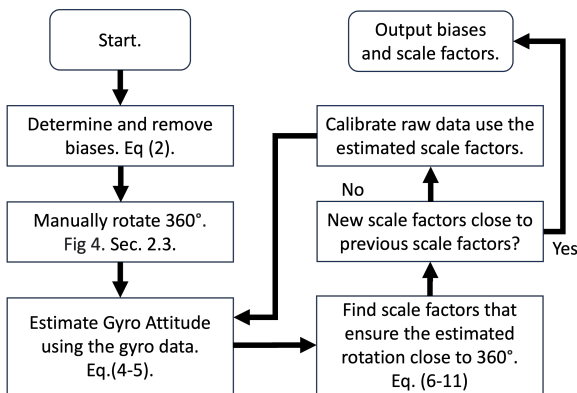 Start.
Determine and remove
biases. Eq (2).
Manually rotate 360°.
Fig 4. Sec. 2.3.
Estimate Gyro Attitude
using the gyro data.
Eq.(4-5).
Find scale factors that
ensure the estimated
rotation close to 360°.
Eq. (6-11)
New scale factors close to
previous scale factors?
No
Yes
Calibrate raw data use the
estimated scale factors.
Output biases
and scale factors.